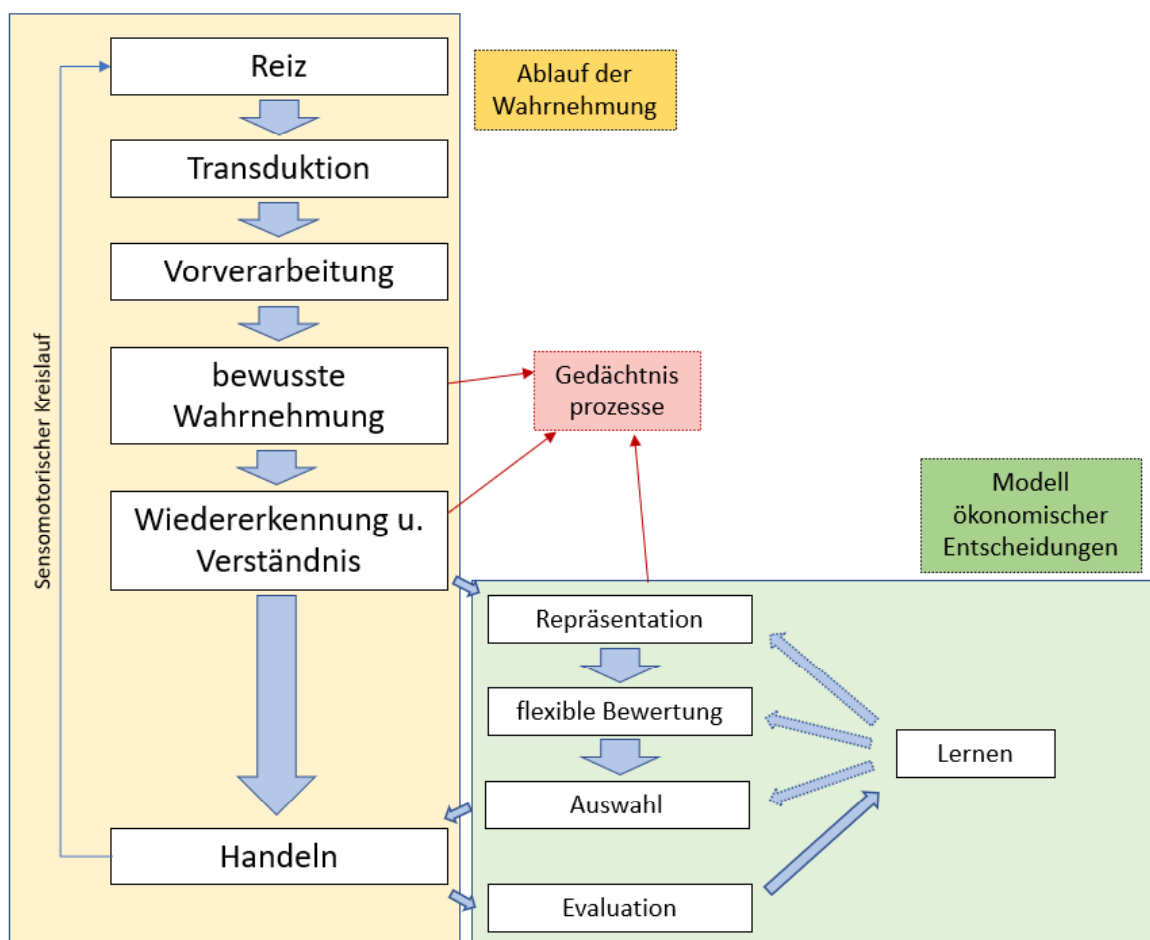 Reiz
Ablauf der
Wahrnehmung
Transduktion
Vorverarbeitung
Sensomotorischer Kreislauf
bewusste
Wahrnehmung
Gedächtnis
prozesse
Wiedererkennung u.
Verständnis
Modell
ökonomischer
Entscheidungen
Repräsentation
flexible Bewertung
Lernen
Auswahl
Handeln
Evaluation